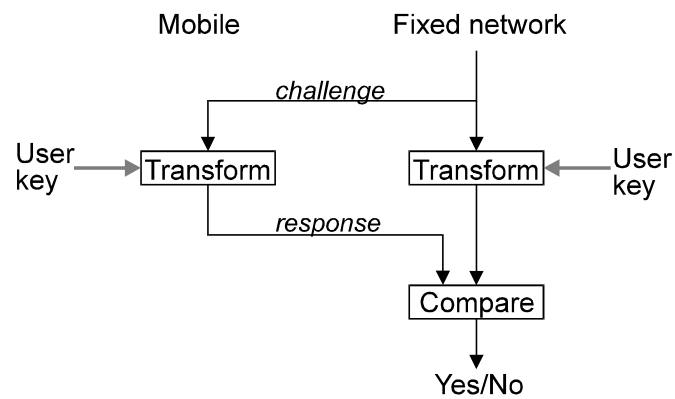 Mobile
Fixed network
challenge
User
key
Transform
Transform
User
key
response
Compare
Yes/No